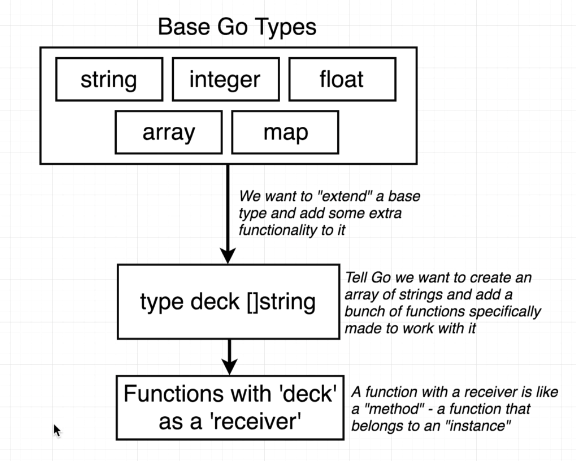 Base Go Types
string integer float
array map
We want to "extend" a base
type and add some extra
functionality to it
type deck []string
Tell Go we want to create an
array of strings and add a
bunch of functions specifically
made to work with it
Functions with 'deck'
as a 'receiver'
A function with a receiver is like
a "method" - a function that
belongs to an "instance"